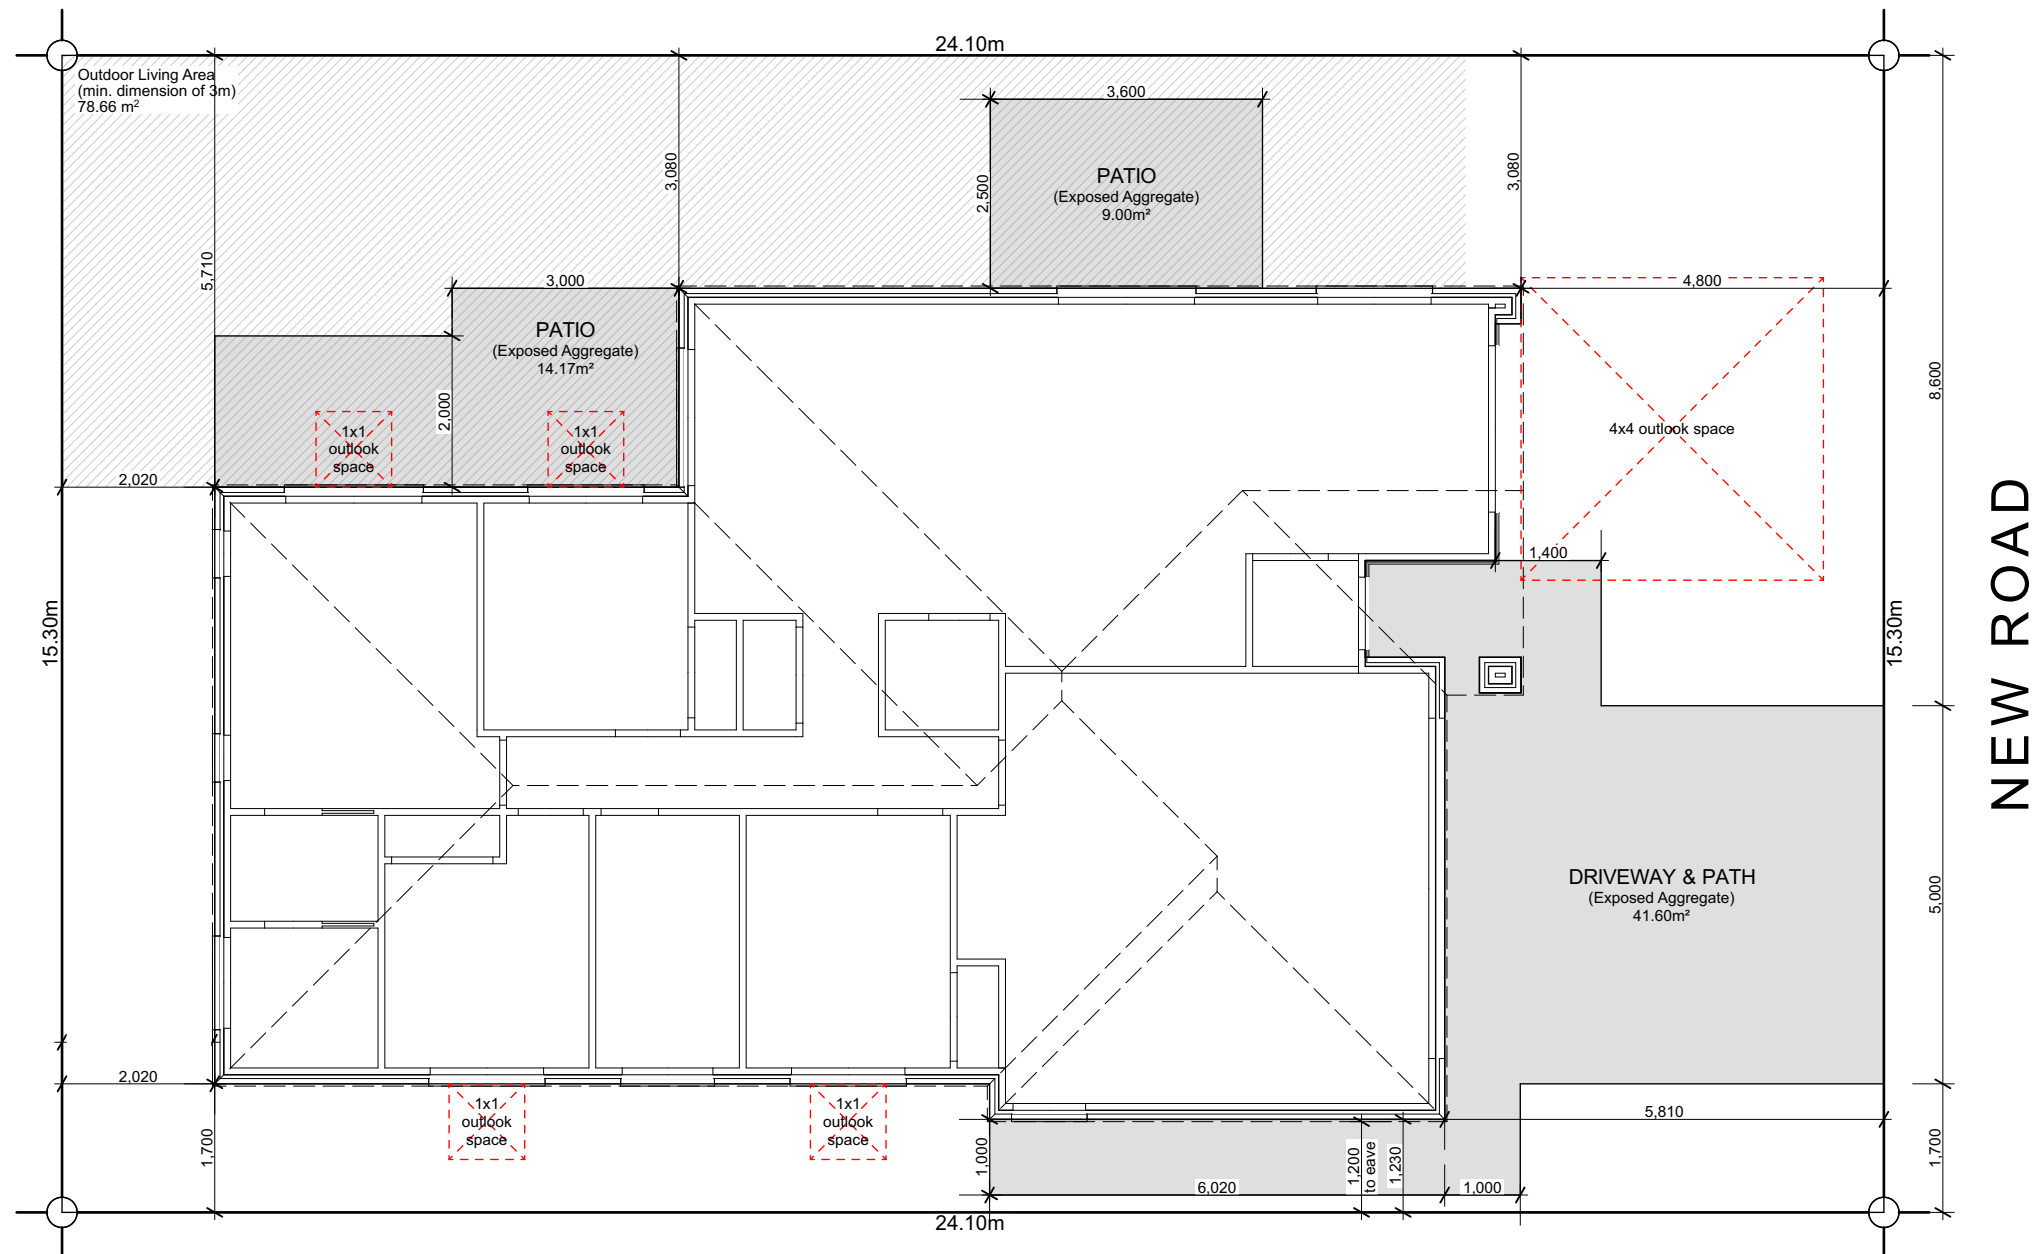 24.10m
Outdoor Living Area
(min. dimension of 3m)
78.66 m²
3,600
3,080
2,500
PATIO
(Exposed Aggregate)
9.00m²
3,080
5,710
3,000
4,800
PATIO
(Exposed Aggregate)
14.17m²
2,000
8,600
1x1
outlook
space
1x1
outlook
space
4x4 outlook space
2,020
1,400
15.30m
15.30m
NEW ROAD
DRIVEWAY & PATH
(Exposed Aggregate)
41.60m²
5,000
2,020
1x1
outlook
space
1x1
outlook
space
5,810
1,700
1,000
1,200
to eave
1,230
1,700
6,020
1,000
24.10m